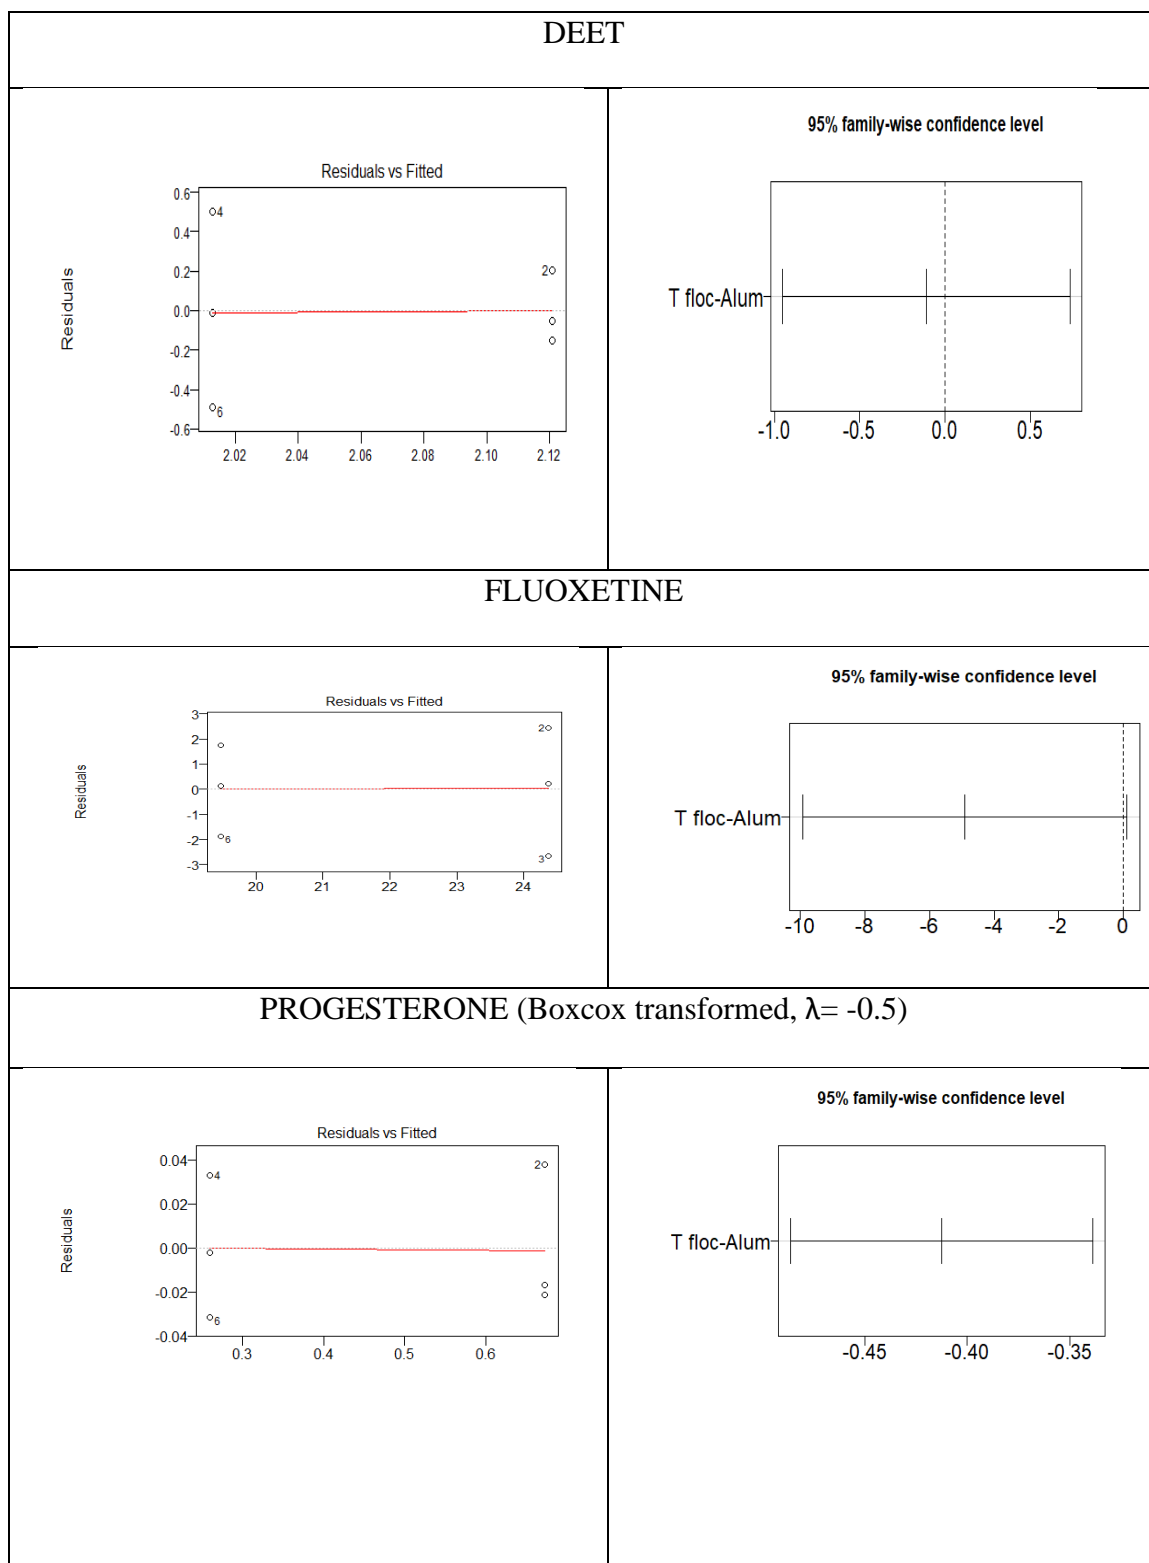 DEET
Residuals vs Fitted
Residuals
0.6
0.4
0.2
0.0
-0.2
-0.4
-0.6
4
2
6
2.02 2.04 2.06 2.08 2.10 2.12
95% family-wise confidence level
T floc-Alum
-1.0 -0.5 0.0 0.5
FLUOXETINE
Residuals vs Fitted
Residuals
3
2
1
0
-1
-2
-3
2
6
3
20 21 22 23 24
95% family-wise confidence level
T floc-Alum
-10 -8 -6 -4 -2 0
PROGESTERONE (Boxcox transformed, λ= -0.5)
Residuals vs Fitted
Residuals
0.04
0.02
0.00
-0.02
-0.04
4
2
6
0.3 0.4 0.5 0.6
95% family-wise confidence level
T floc-Alum
-0.45 -0.40 -0.35